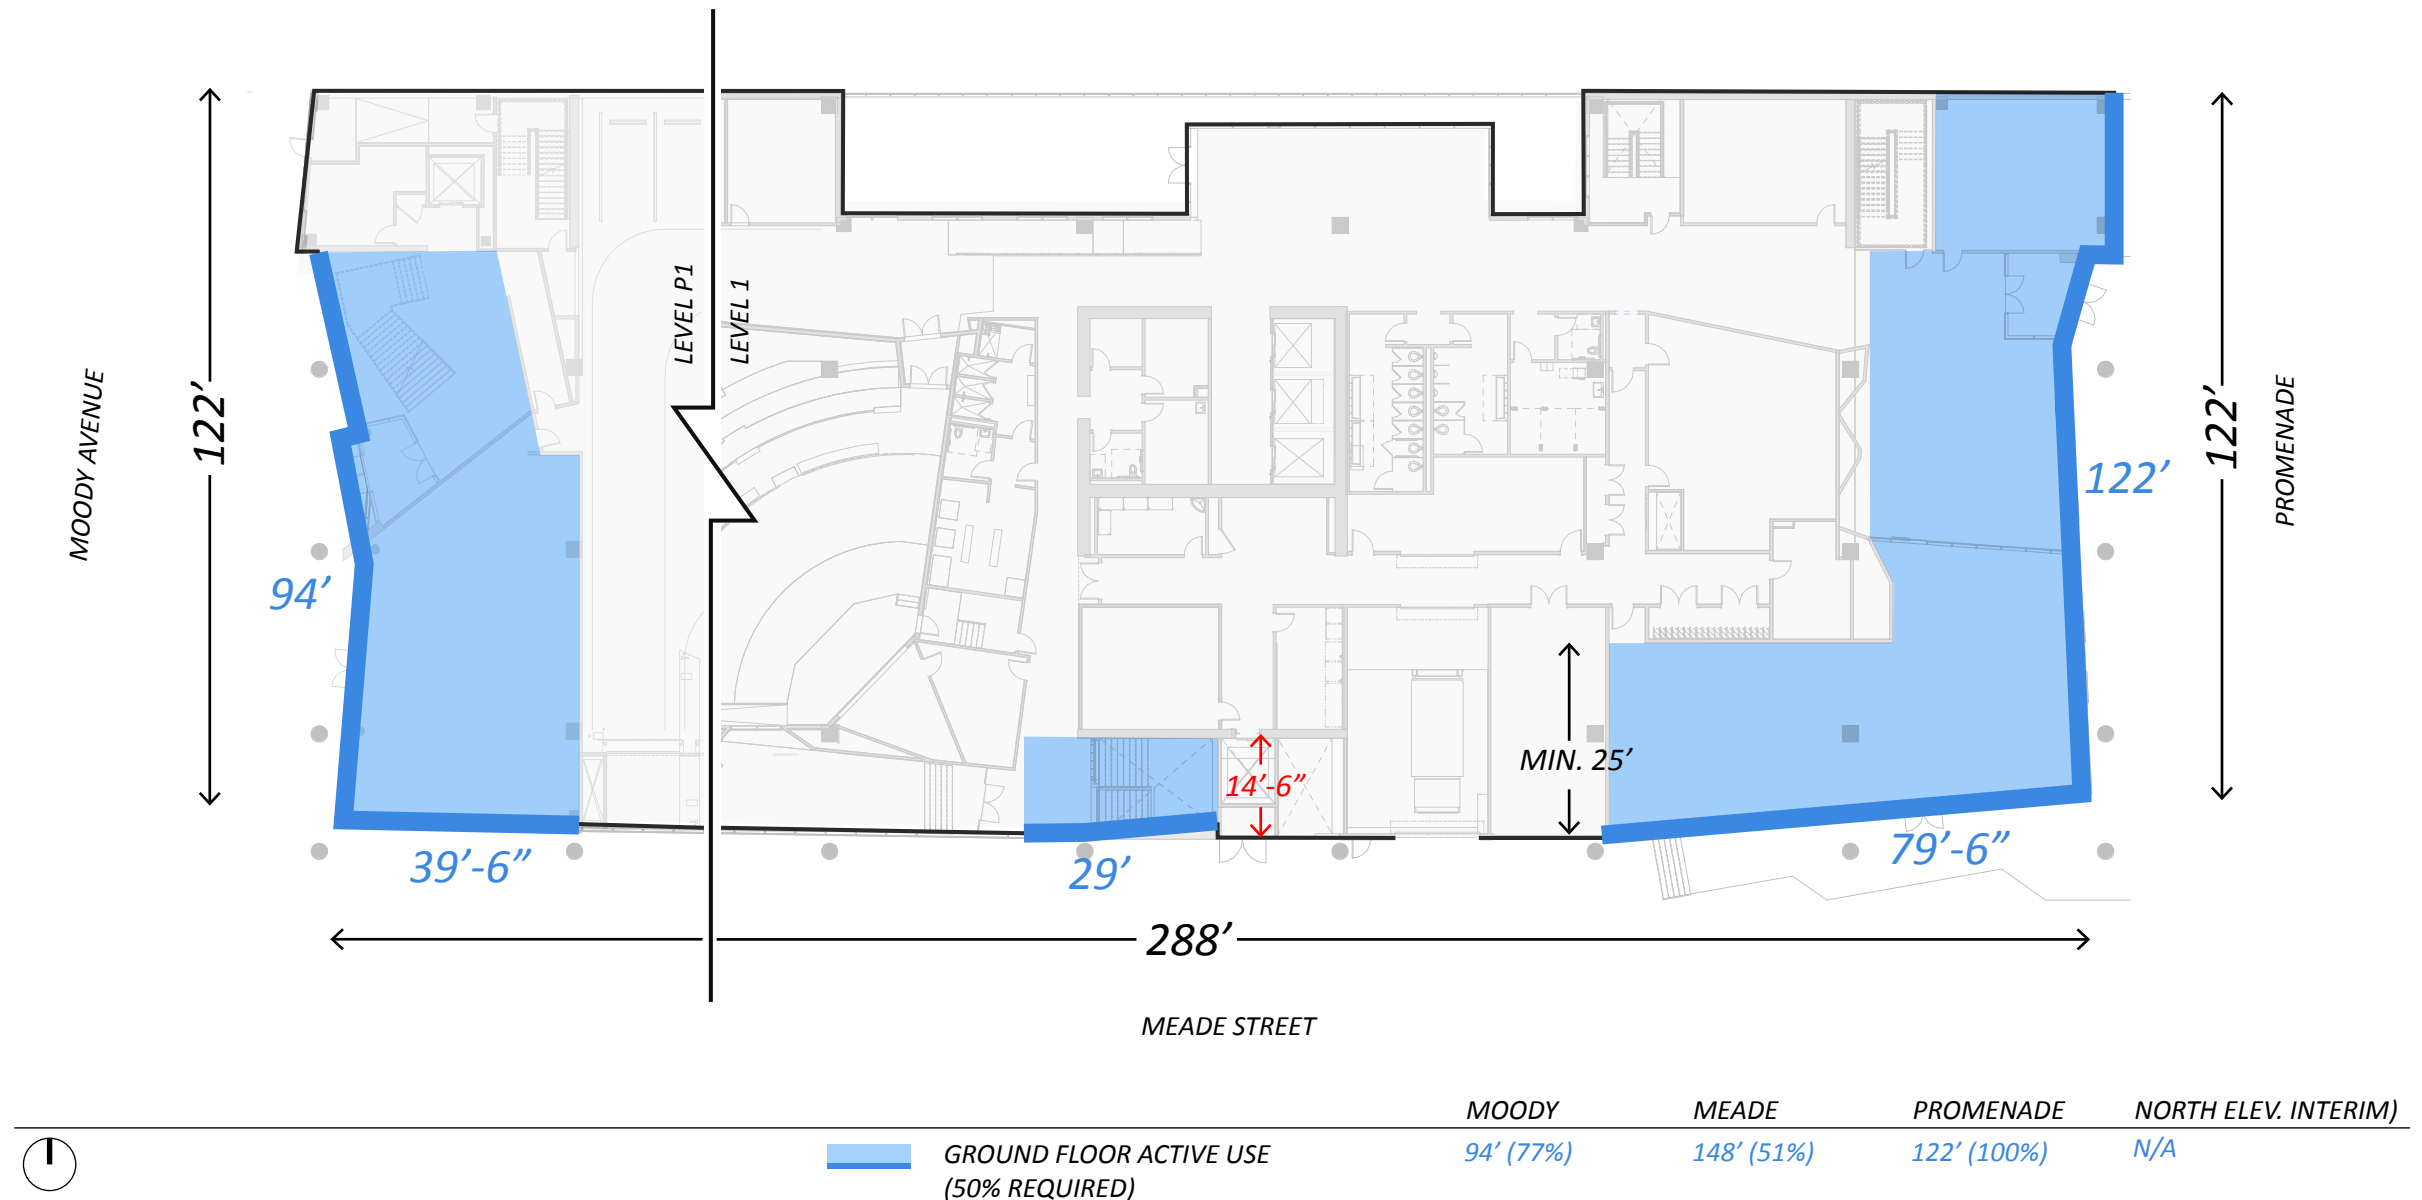 LEVEL P1
LEVEL 1
MOODY AVENUE
122’
122’
PROMENADE
122’
94’
MIN. 25’
14’-6”
39’-6”
29’
79’-6”
288’
MEADE STREET
MOODY
MEADE
PROMENADE
NORTH ELEV. INTERIM)
GROUND FLOOR ACTIVE USE
(50% REQUIRED)
94’ (77%)
148’ (51%)
122’ (100%)
N/A